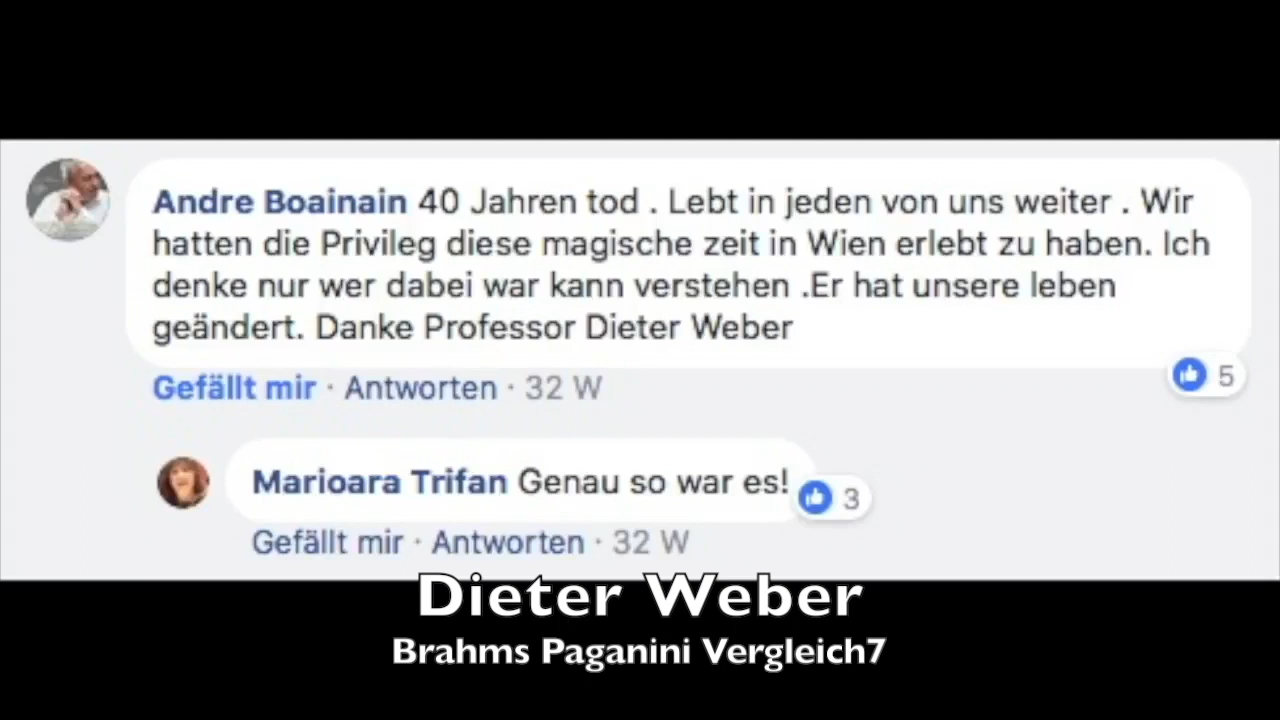 Andre Boainain 40 Jahren tod . Lebt in jeden von uns weiter . Wir
hatten die Privileg diese magische zeit in Wien erlebt zu haben. Ich
denke nur wer dabei war kann verstehen .Er hat unsere leben
geändert. Danke Professor Dieter Weber
5
Gefällt mir · Antworten · 32 W
Marioara Trifan Genau so war es!
3
Gefällt mir · Antworten · 32 W
Dieter Weber
Brahms Paganini Vergleich7